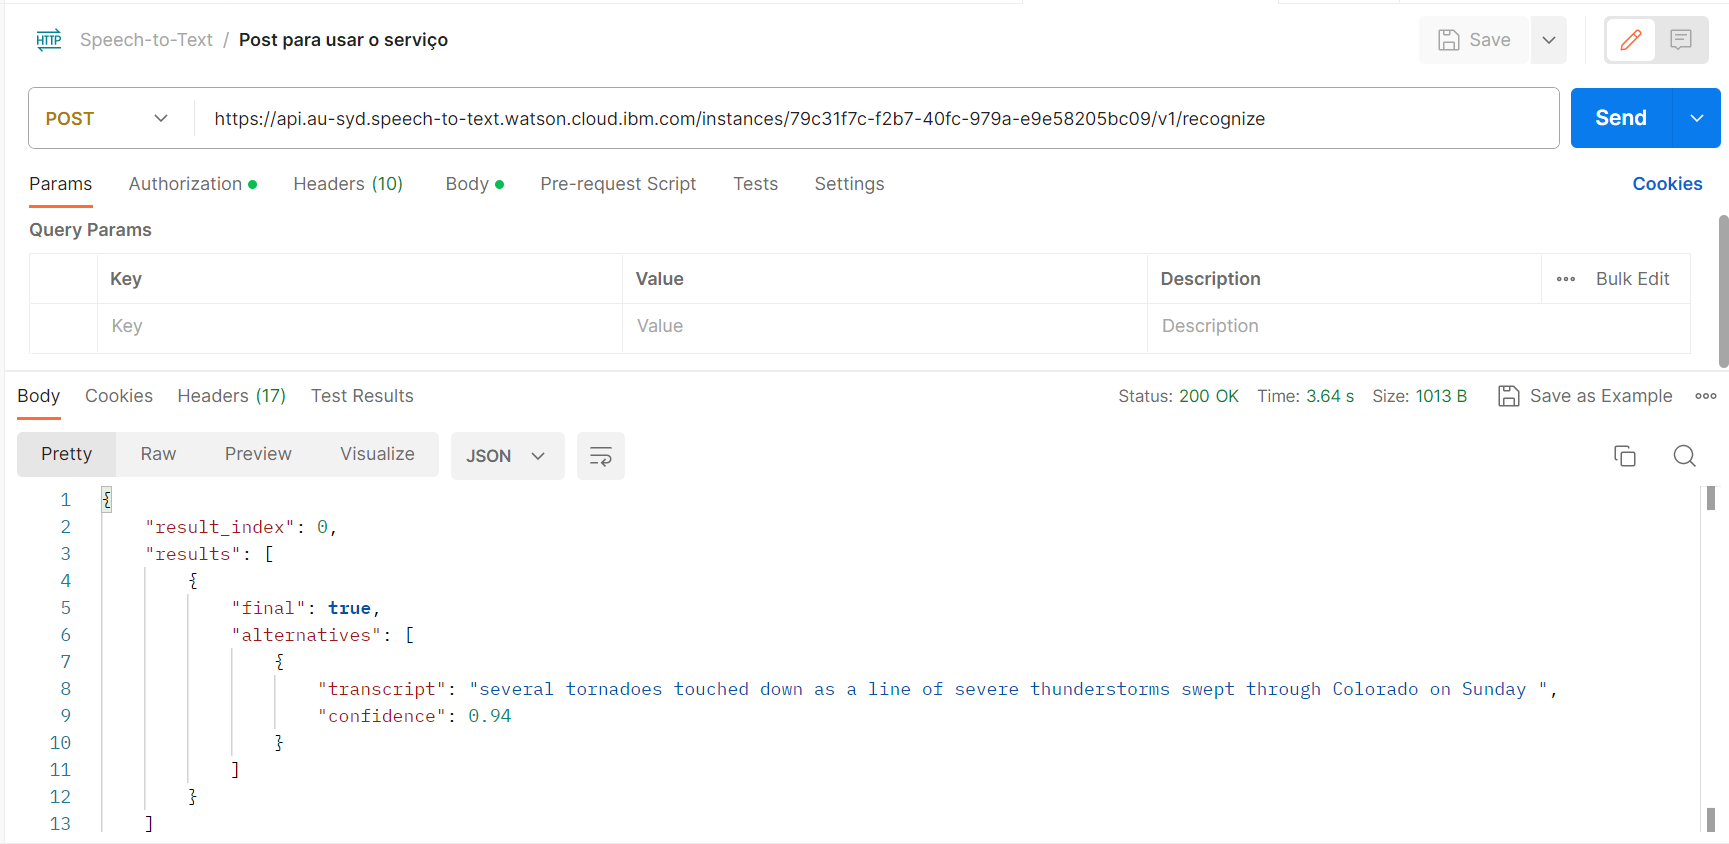 HTTP Speech-to-Text / Post para usar o serviço Save
POST https://api.au-syd.speech-to-text.watson.cloud.ibm.com/instances/79c31f7c-f2b7-40fc-979a-e9e58205bc09/v1/recognize Send
Params Authorization Headers (10) Body Pre-request Script Tests Settings Cookies
Query Params
Key Value Description Bulk Edit
Key Value Description
Body Cookies Headers (17) Test Results Status: 200 OK Time: 3.64 s Size: 1013 B Save as Example
Pretty Raw Preview Visualize JSON
1 {
2 "result_index": 0,
3 "results": [
4 {
5 "final": true,
6 "alternatives": [
7 {
8 "transcript": "several tornadoes touched down as a line of severe thunderstorms swept through Colorado on Sunday ",
9 "confidence": 0.94
10 }
11 ]
12 }
13 ]